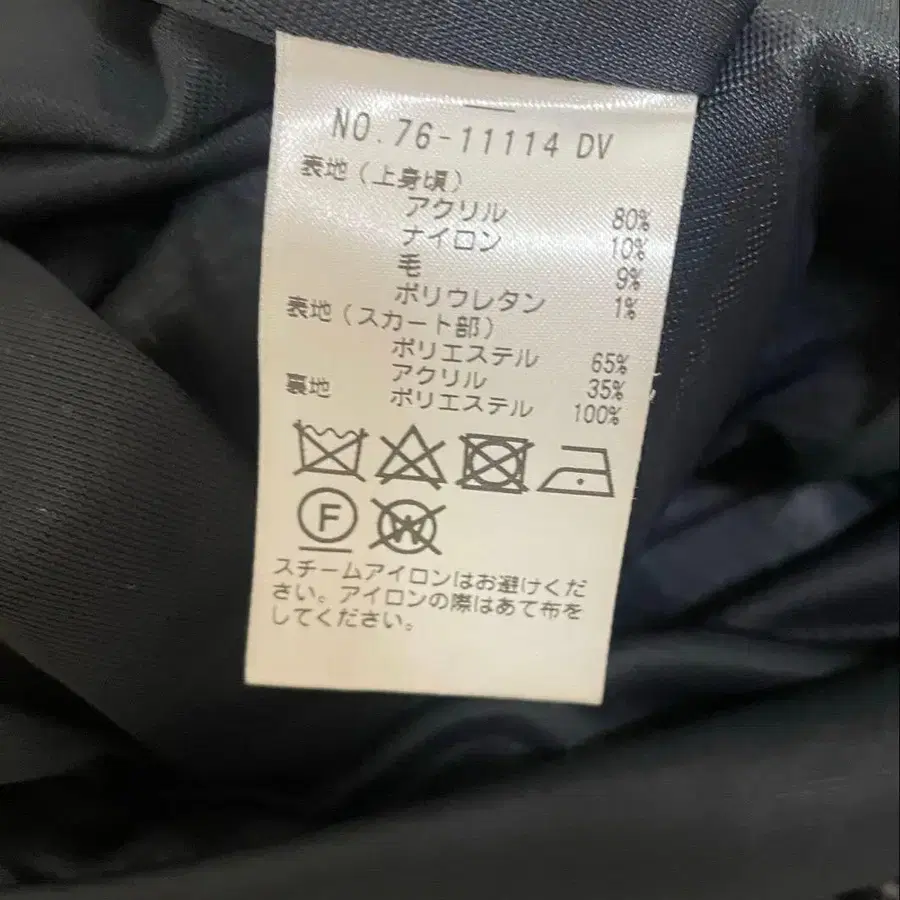 NO.76-11114 DV
表地(上身頃)
アクリル 80%
ナイロン 10%
毛 9%
ポリウレタン 1%
表地(スカート部)
ポリエステル 65%
アクリル 35%
裏地 ポリエステル 100%
F W
スチームアイロンはお避けくだ
さい。アイロンの際はあて布を
してください。